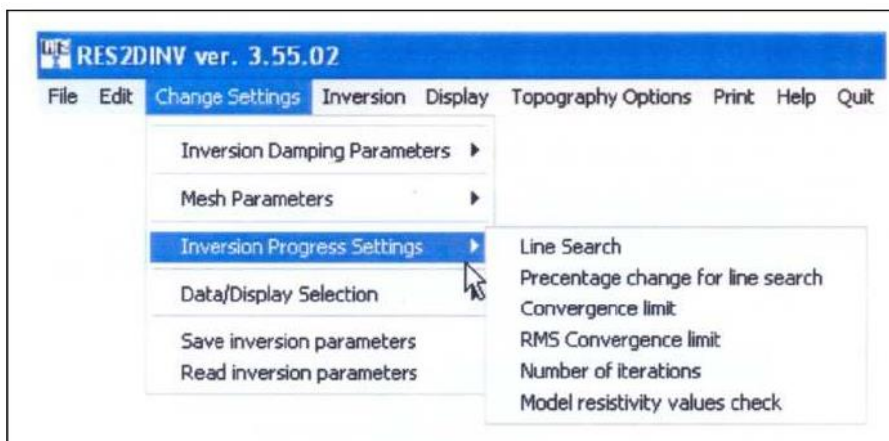 RES2DINV ver. 3.55.02
File Edit Change Settings Inversion Display Topography Options Print Help Quit
Inversion Damping Parameters
Mesh Parameters
Inversion Progress Settings
Data/Display Selection
Save inversion parameters
Read inversion parameters
Line Search
Precentage change for line search
Convergence limit
RMS Convergence limit
Number of iterations
Model resistivity values check